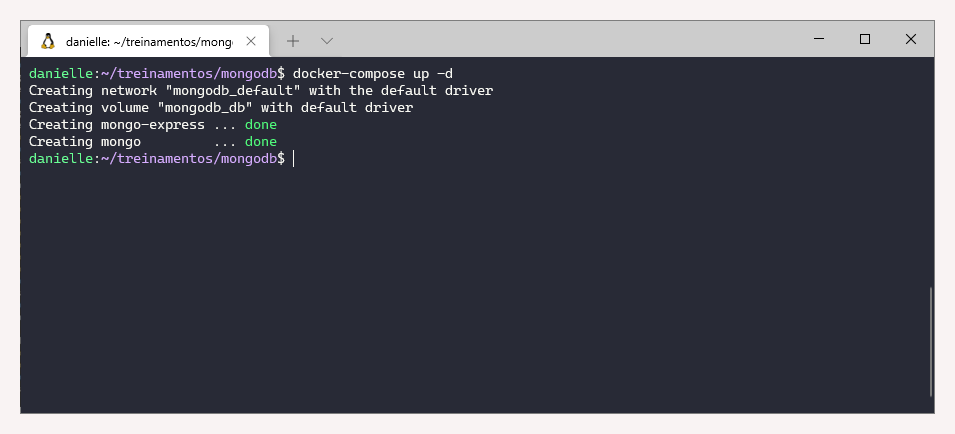 danielle: ~/treinamentos/mong
danielle:~/treinamentos/mongodb$ docker-compose up -d
Creating network "mongodb_default" with the default driver
Creating volume "mongodb_db" with default driver
Creating mongo-express ... done
Creating mongo         ... done
danielle:~/treinamentos/mongodb$